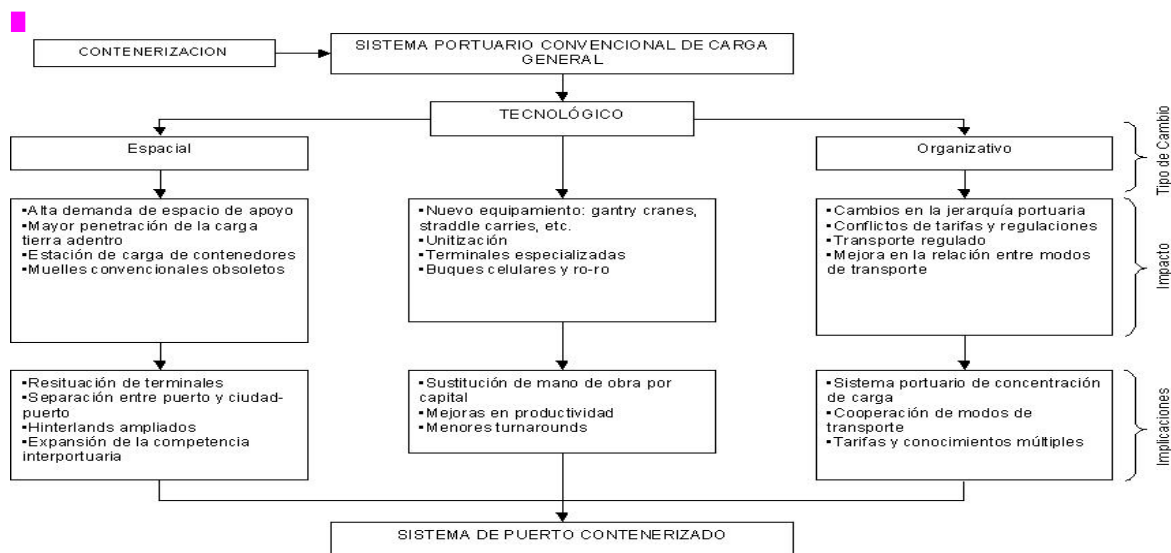 CONTENERIZACION
SISTEMA PORTUARIO CONVENCIONAL DE CARGA
GENERAL
TECNOLÓGICO
Espacial
Organizativo
Tipo de Cambio
▪Alta demanda de espacio de apoyo
▪Mayor penetración de la carga
tierra adentro
▪Estación de carga de contenedores
▪Muelles convencionales obsoletos
▪Nuevo equipamiento: gantry cranes,
straddle carries, etc.
▪Unitización
▪Terminales especializadas
▪Buques celulares y ro-ro
▪Cambios en la jerarquía portuaria
▪Conflictos de tarifas y regulaciones
▪Transporte regulado
▪Mejora en la relación entre modos
de transporte
Impacto
▪Resituación de terminales
▪Separación entre puerto y ciudad-
puerto
▪Hinterlands ampliados
▪Expansión de la competencia
interportuaria
▪Sustitución de mano de obra por
capital
▪Mejoras en productividad
▪Menores turnarounds
▪Sistema portuario de concentración
de carga
▪Cooperación de modos de
transporte
▪Tarifas y conocimientos múltiples
Implicaciones
SISTEMA DE PUERTO CONTENERIZADO